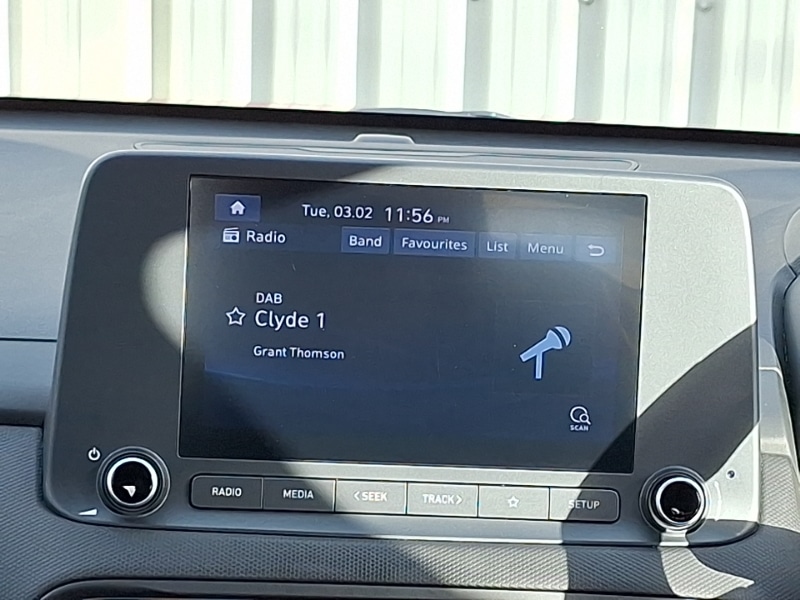 Tue, 03.02 11:56 PM
Radio Band Favourites List Menu
DAB
Clyde 1
Grant Thomson
SCAN
RADIO MEDIA < SEEK TRACK > SETUP